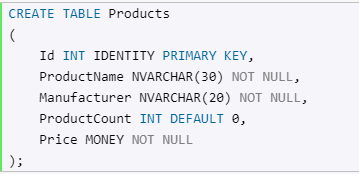 CREATE TABLE Products
(
    Id INT IDENTITY PRIMARY KEY,
    ProductName NVARCHAR(30) NOT NULL,
    Manufacturer NVARCHAR(20) NOT NULL,
    ProductCount INT DEFAULT 0,
    Price MONEY NOT NULL
);